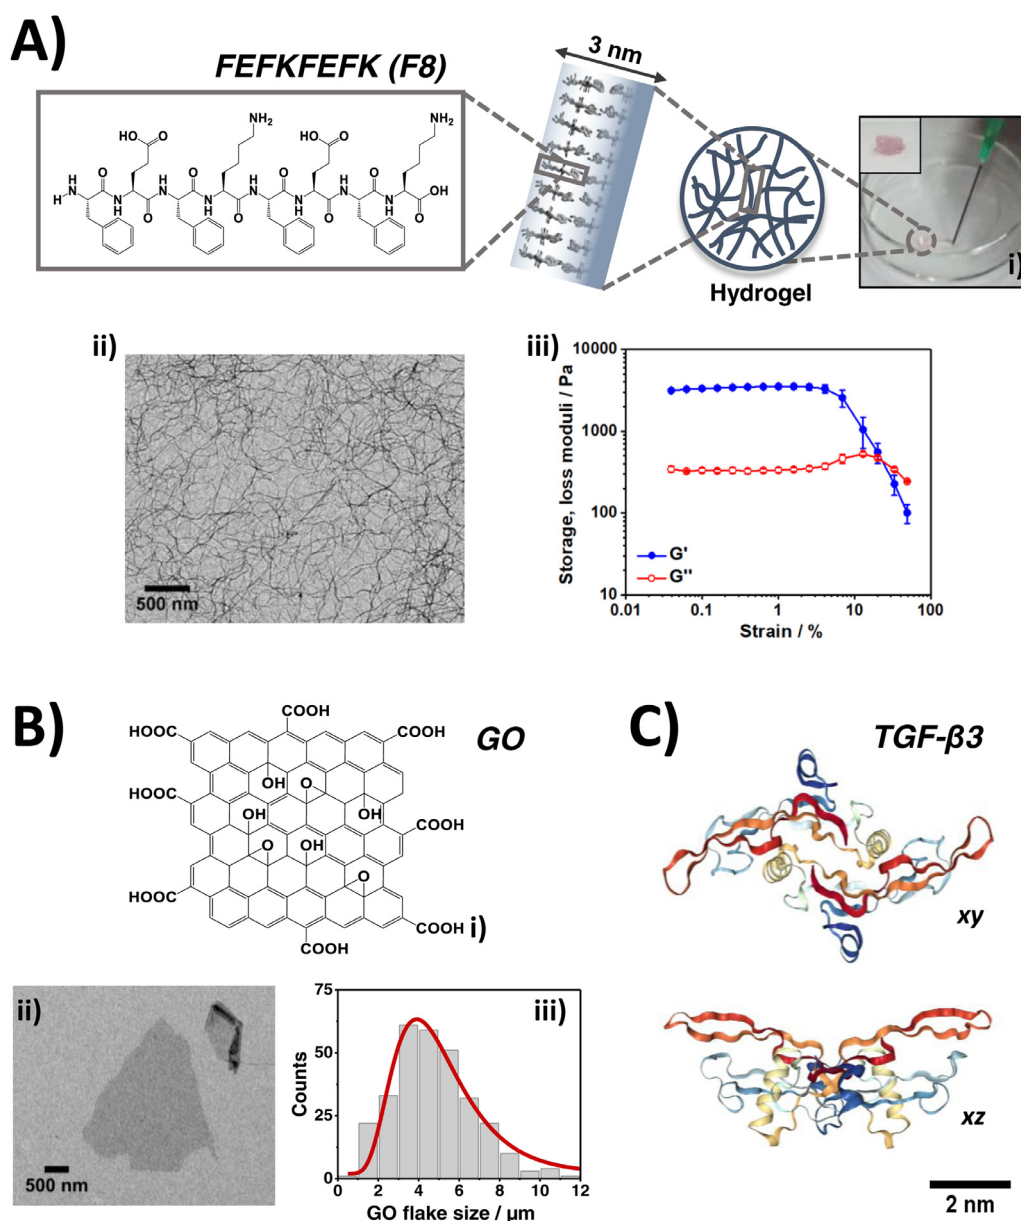 A)
FEFKFEFK (F8)
3 nm
NH2
NH2
HO
O
HO
O
H
N
H
O
N
H
O
H
N
O
N
H
O
H
N
O
N
H
O
H
N
O
N
H
OH
O
Hydrogel
i)
ii)
500 nm
iii)
Storage, loss moduli / Pa
10000
1000
100
10
G'
G''
0.01
0.1
1
10
100
Strain / %
B)
GO
COOH
HOOC
COOH
OH
O
HOOC
OH
OH
COOH
O
OH
O
HOOC
COOH
COOH
i)
ii)
500 nm
iii)
Counts
75
50
25
0
0
2
4
6
8
10
12
GO flake size / µm
C)
TGF-β3
xy
xz
2 nm